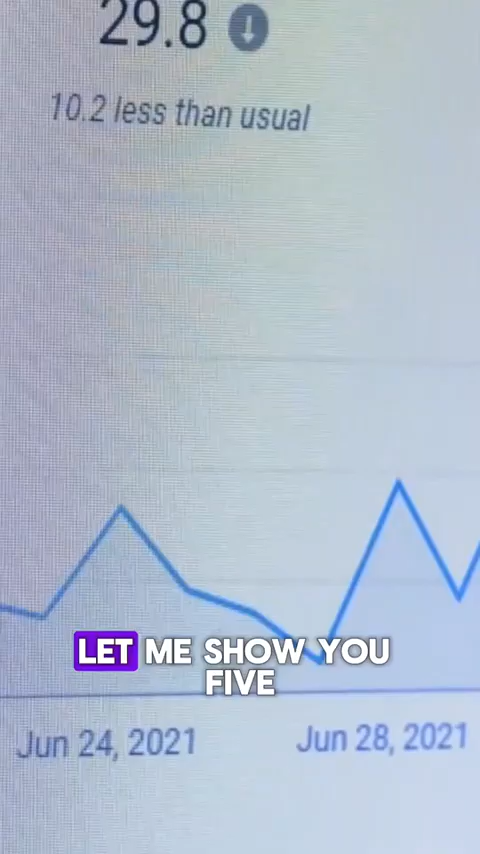 29.8
10.2 less than usual
LET ME SHOW YOU
FIVE
Jun 24, 2021
Jun 28, 2021